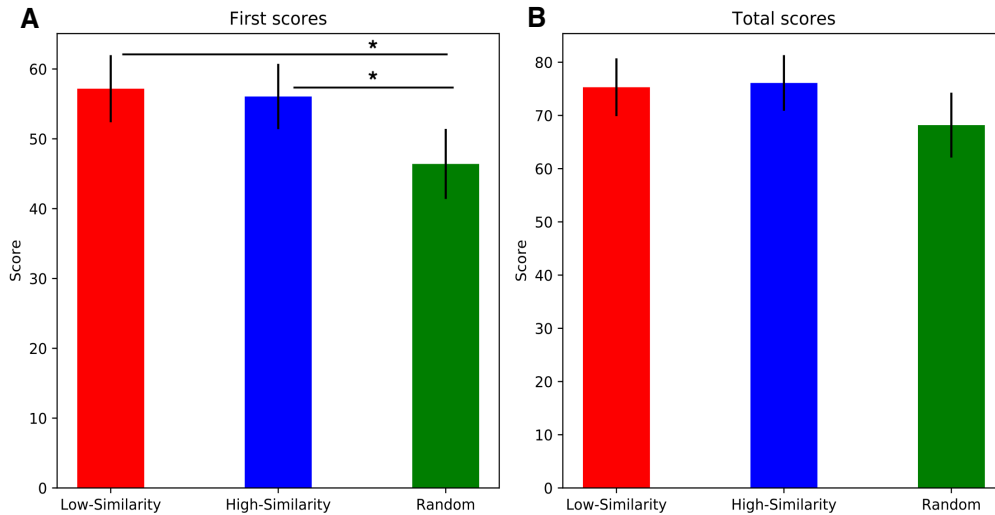 A
First scores
Score
60
50
40
30
20
10
0
*
*
Low-Similarity
High-Similarity
Random
B
Total scores
Score
80
70
60
50
40
30
20
10
0
Low-Similarity
High-Similarity
Random